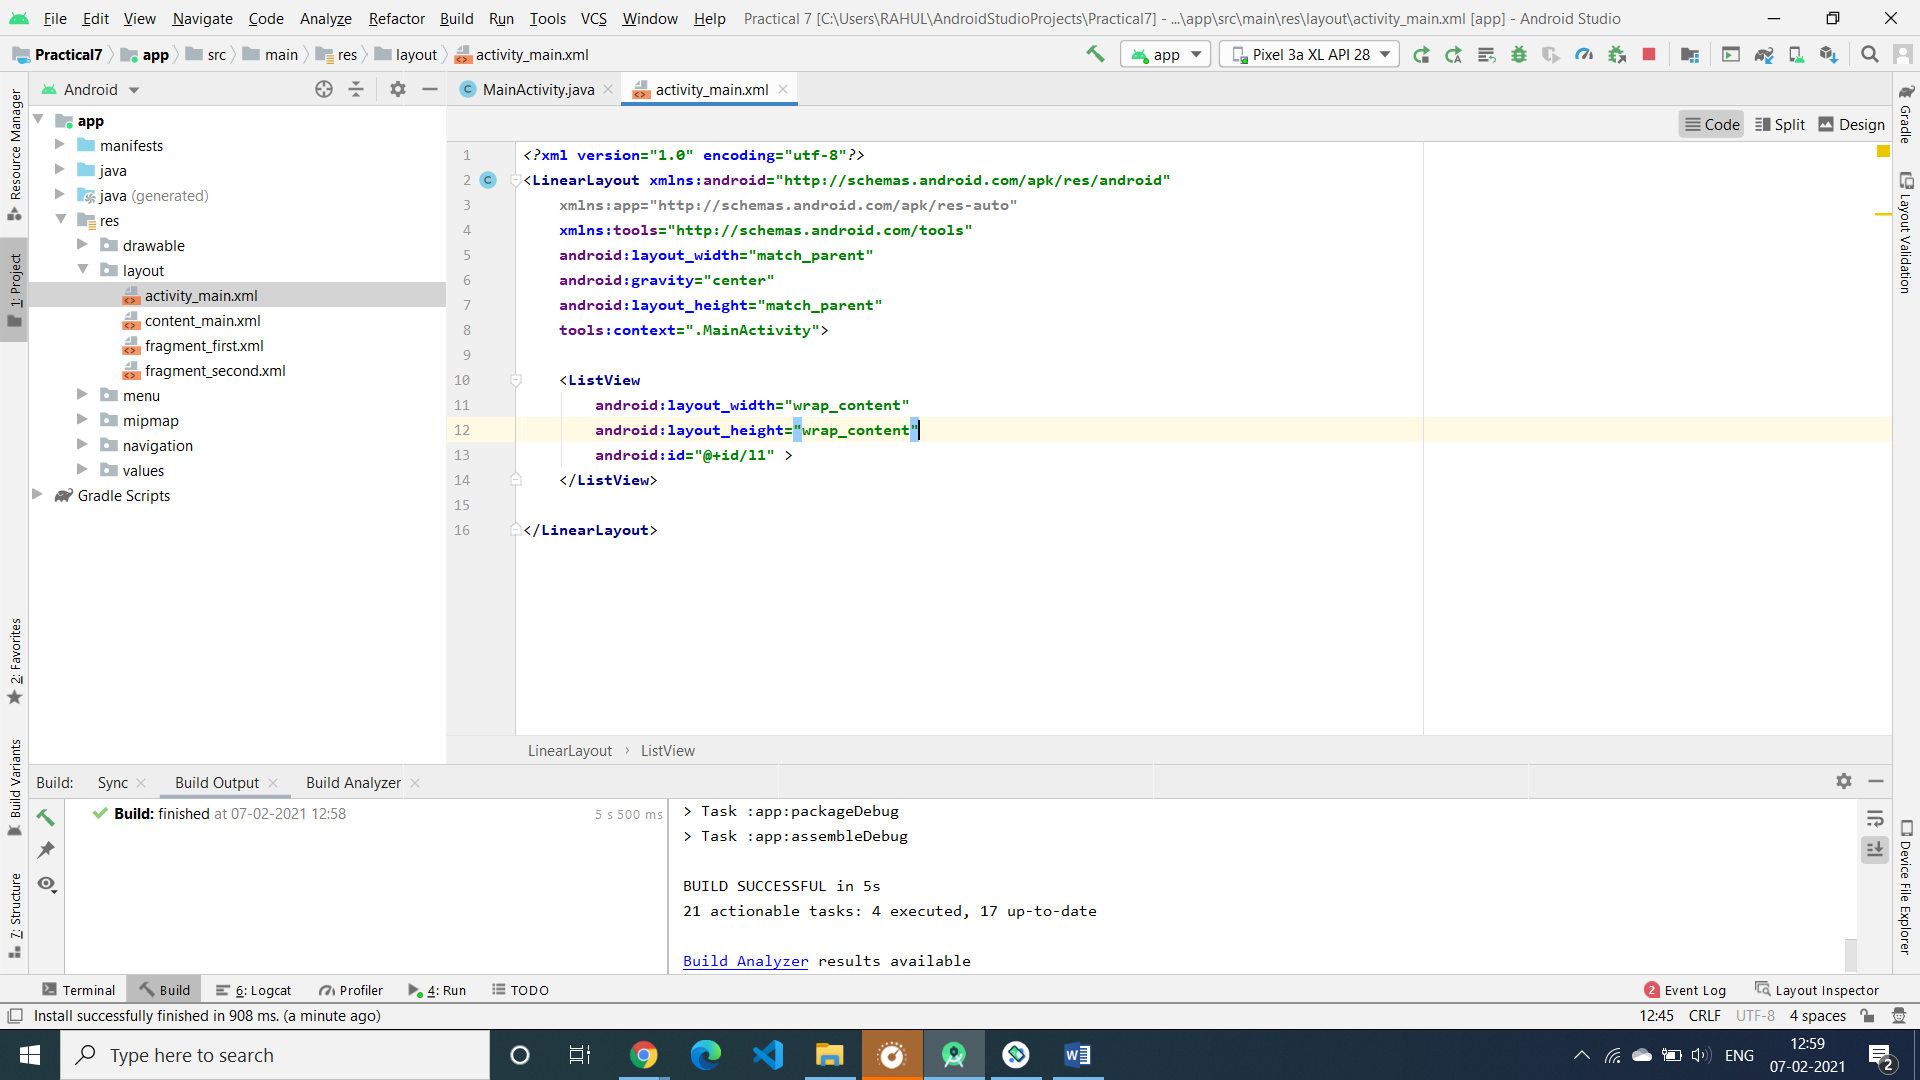 File Edit View Navigate Code Analyze Refactor Build Run Tools VCS Window Help Practical 7 [C:\Users\RAHUL\AndroidStudioProjects\Practical7] - ...\app\src\main\res\layout\activity_main.xml [app] - Android Studio
Practical7 app src main res layout activity_main.xml app Pixel 3a XL API 28
Android MainActivity.java activity_main.xml
Code Split Design
Resource Manager
1: Project
2: Favorites
Build Variants
7: Structure
app
manifests
java
java (generated)
res
drawable
layout
activity_main.xml
content_main.xml
fragment_first.xml
fragment_second.xml
menu
mipmap
navigation
values
Gradle Scripts
1 <?xml version="1.0" encoding="utf-8"?>
2 C <LinearLayout xmlns:android="http://schemas.android.com/apk/res/android"
3 xmlns:app="http://schemas.android.com/apk/res-auto"
4 xmlns:tools="http://schemas.android.com/tools"
5 android:layout_width="match_parent"
6 android:gravity="center"
7 android:layout_height="match_parent"
8 tools:context=".MainActivity">
9
10 <ListView
11 android:layout_width="wrap_content"
12 android:layout_height="wrap_content"
13 android:id="@+id/l1" >
14 </ListView>
15
16 </LinearLayout>
LinearLayout › ListView
Gradle
Layout Validation
Device File Explorer
Build: Sync Build Output Build Analyzer
Build: finished at 07-02-2021 12:58 5 s 500 ms
> Task :app:packageDebug
> Task :app:assembleDebug
BUILD SUCCESSFUL in 5s
21 actionable tasks: 4 executed, 17 up-to-date
Build Analyzer results available
Terminal Build 6: Logcat Profiler 4: Run TODO 2 Event Log Layout Inspector
Install successfully finished in 908 ms. (a minute ago) 12:45 CRLF UTF-8 4 spaces
Type here to search ENG 12:59
07-02-2021 2